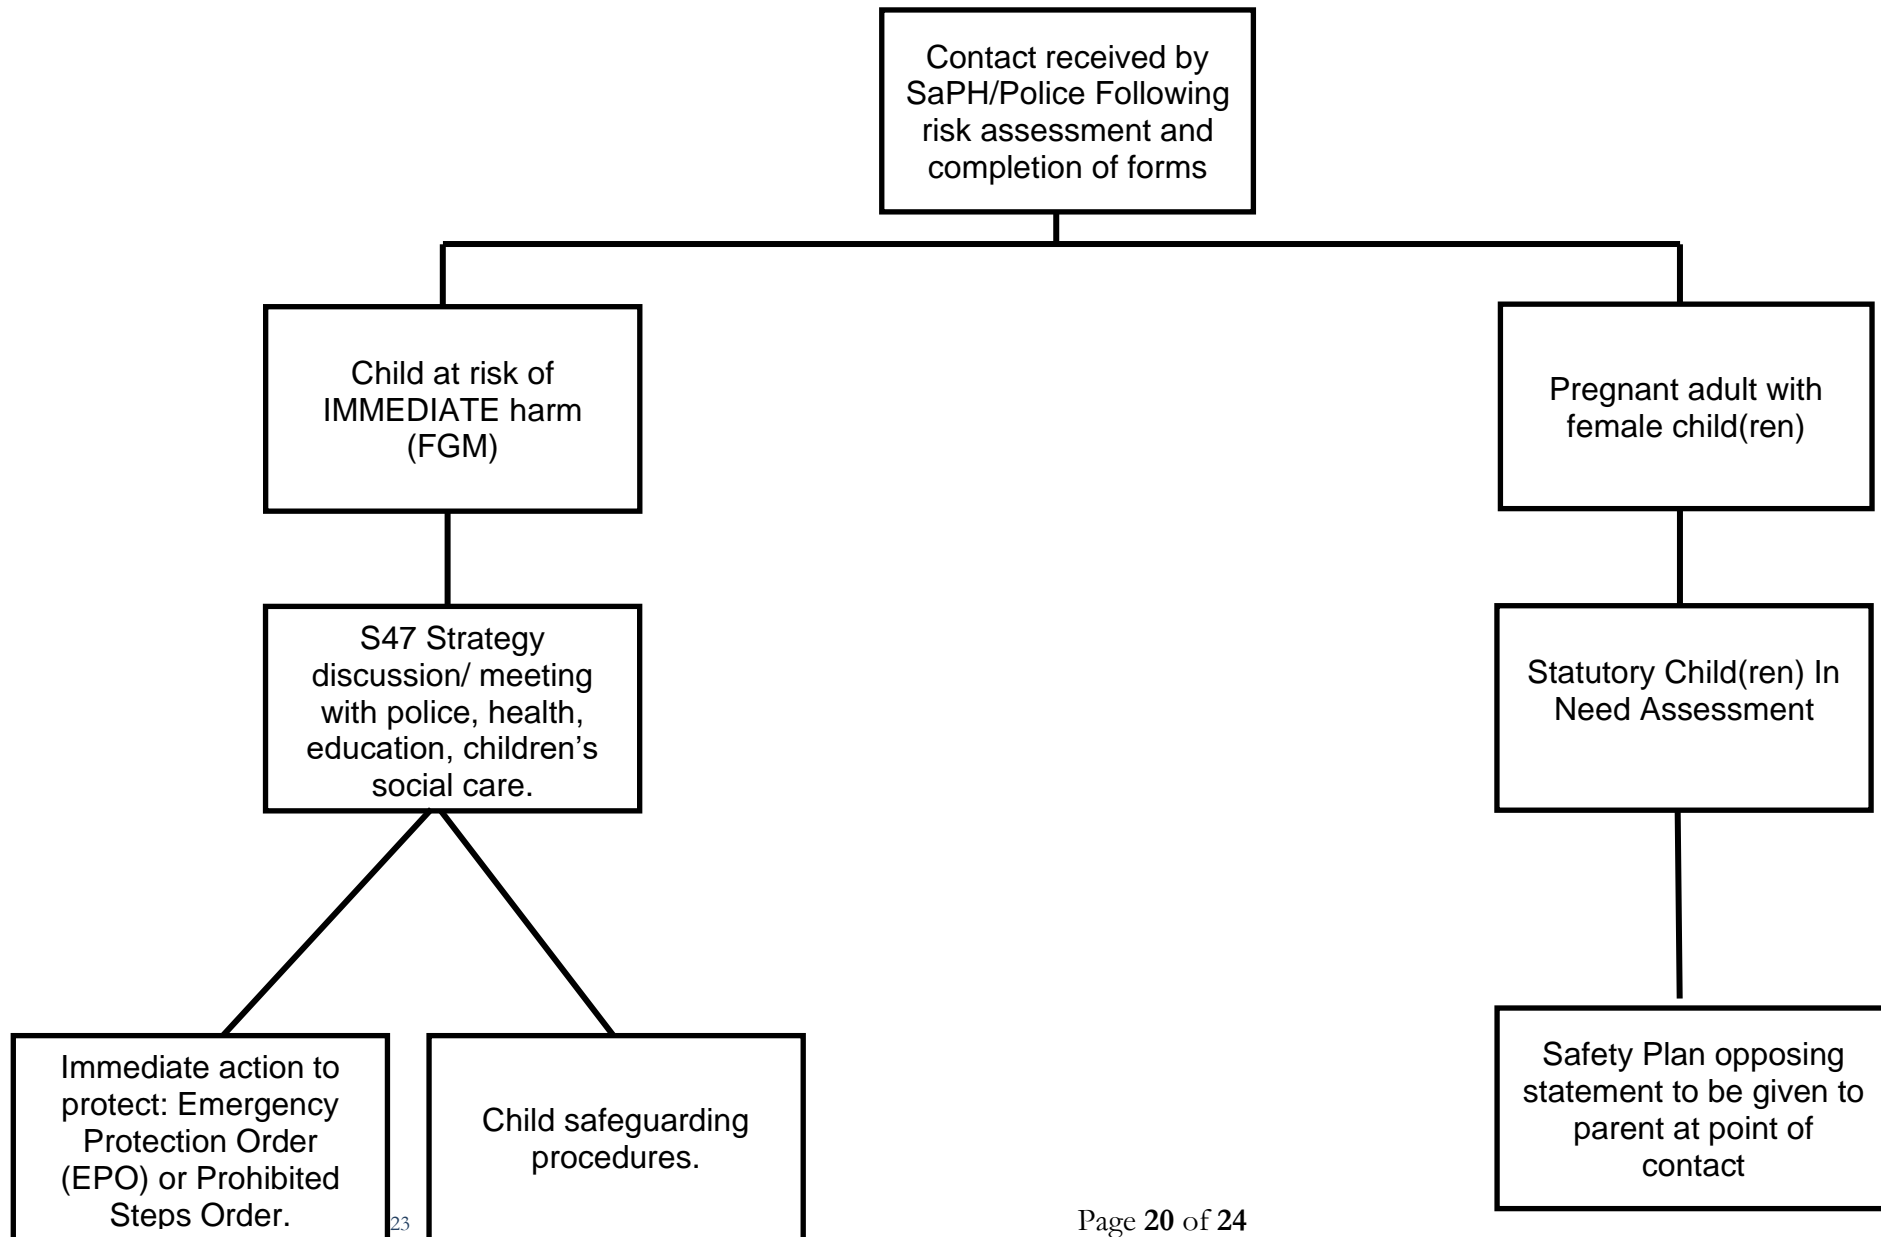 Contact received by
SaPH/Police Following
risk assessment and
completion of forms
Child at risk of
IMMEDIATE harm
(FGM)
Pregnant adult with
female child(ren)
S47 Strategy
discussion/ meeting
with police, health,
education, children’s
social care.
Statutory Child(ren) In
Need Assessment
Immediate action to
protect: Emergency
Protection Order
(EPO) or Prohibited
Steps Order.
Child safeguarding
procedures.
Safety Plan opposing
statement to be given to
parent at point of
contact
23
Page 20 of 24